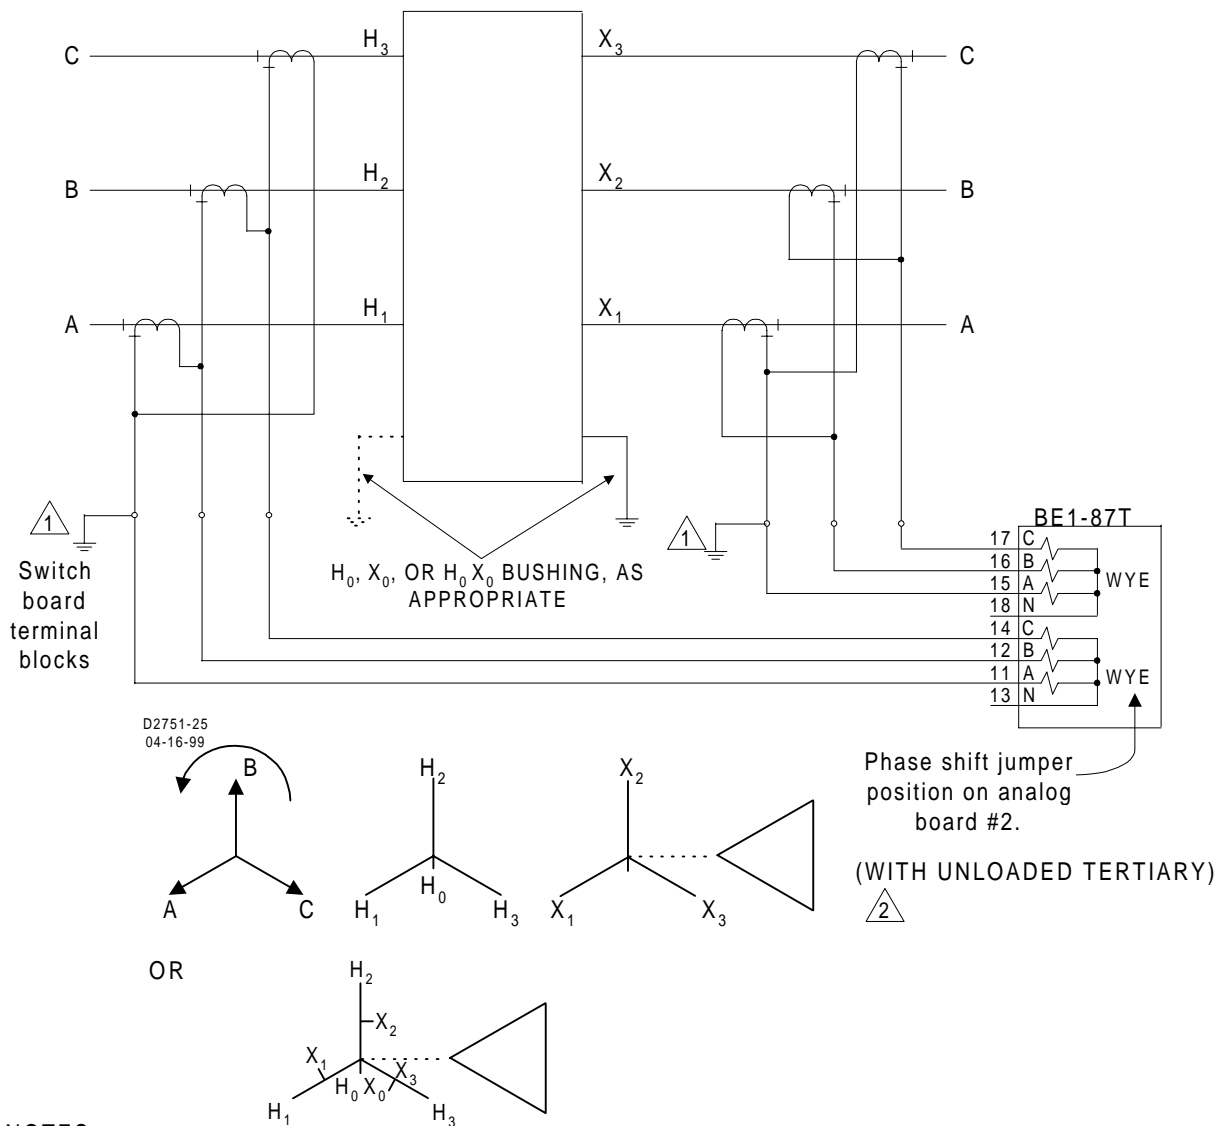 C H3 X3 C
B H2 X2 B
A H1 X1 A
1
Switch
board
terminal
blocks
H0, X0, OR H0 X0 BUSHING, AS
APPROPRIATE
1
BE1-87T
17 C
16 B
15 A
18 N
WYE
14 C
12 B
11 A
13 N
WYE
Phase shift jumper
position on analog
board #2.
(WITH UNLOADED TERTIARY)
2
D2751-25
04-16-99
B
A C
H2
H0
H1 H3
X2
X1 X3
OR
H2
X2
X1
X3
H0 X0
H1 H3